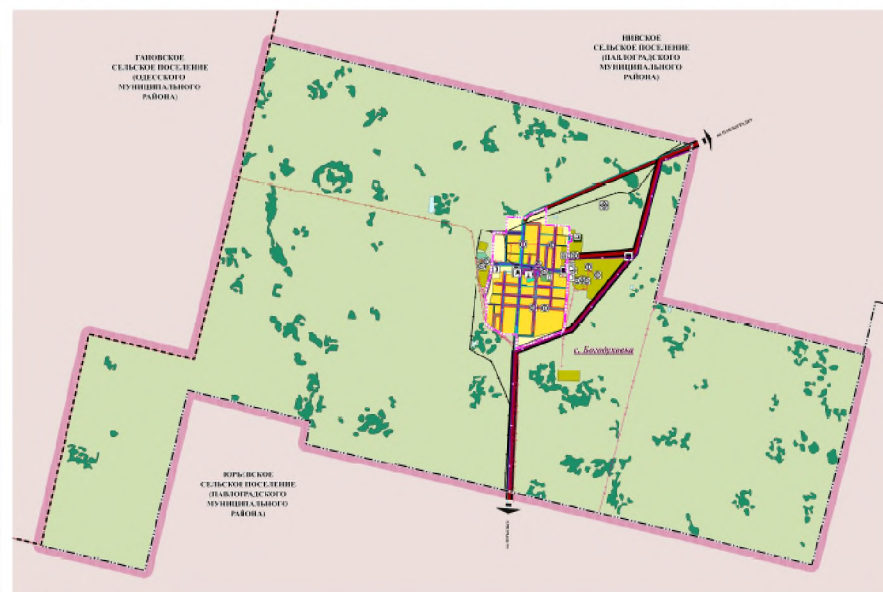 ГАНОВСКОЕ
СЕЛЬСКОЕ ПОСЕЛЕНИЕ
(ОДЕССКОГО
МУНИЦИПАЛЬНОГО
РАЙОНА)
НИВСКОЕ
СЕЛЬСКОЕ ПОСЕЛЕНИЕ
(ПАВЛОГРАДСКОГО
МУНИЦИПАЛЬНОГО
РАЙОНА)
с. Богодуховка
ЮРЬЕВСКОЕ
СЕЛЬСКОЕ ПОСЕЛЕНИЕ
(ПАВЛОГРАДСКОГО
МУНИЦИПАЛЬНОГО
РАЙОНА)